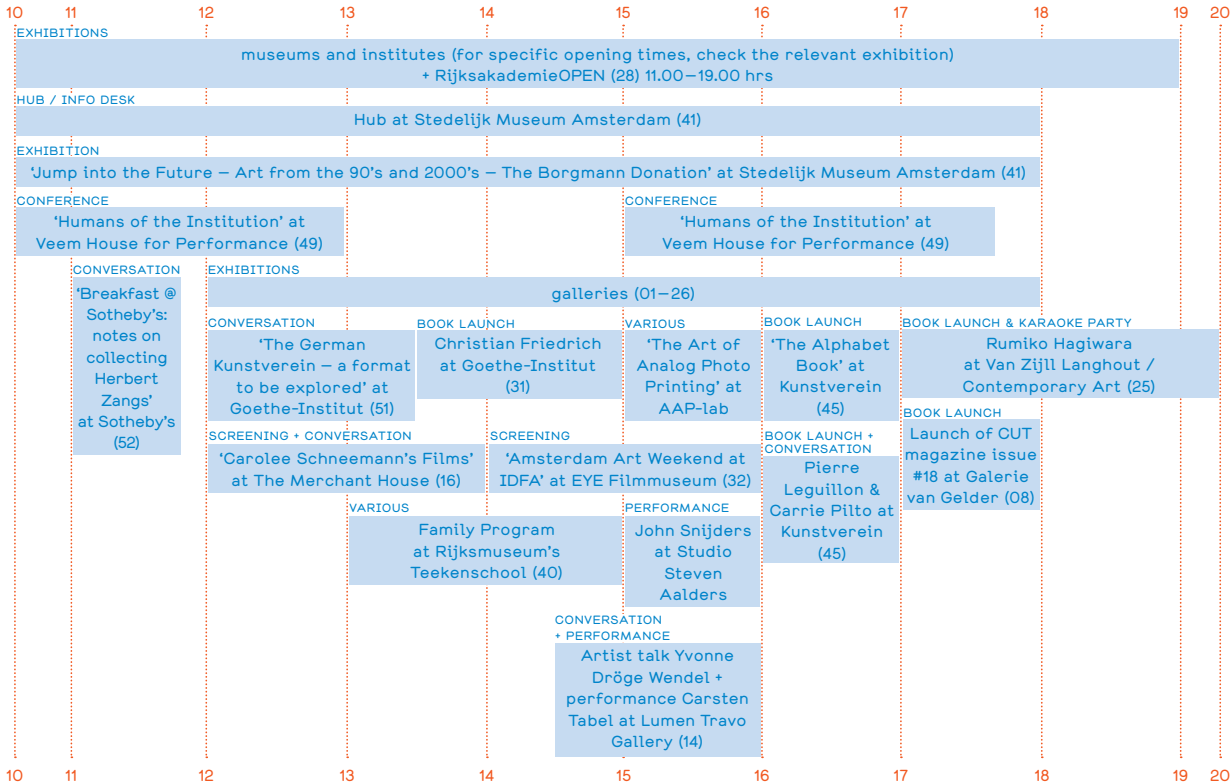 10 11 12 13 14 15 16 17 18 19 20
EXHIBITIONS
museums and institutes (for specific opening times, check the relevant exhibition)
+ RijksakademieOPEN (28) 11.00–19.00 hrs
HUB / INFO DESK
Hub at Stedelijk Museum Amsterdam (41)
EXHIBITION
‘Jump into the Future – Art from the 90’s and 2000’s – The Borgmann Donation’ at Stedelijk Museum Amsterdam (41)
CONFERENCE
‘Humans of the Institution’ at
Veem House for Performance (49)
CONFERENCE
‘Humans of the Institution’ at
Veem House for Performance (49)
CONVERSATION
‘Breakfast @
Sotheby’s:
notes on
collecting
Herbert
Zangs’
at Sotheby’s
(52)
EXHIBITIONS
galleries (01–26)
CONVERSATION
‘The German
Kunstverein – a format
to be explored’ at
Goethe-Institut (51)
BOOK LAUNCH
Christian Friedrich
at Goethe-Institut
(31)
VARIOUS
‘The Art of
Analog Photo
Printing’ at
AAP-lab
BOOK LAUNCH
‘The Alphabet
Book’ at
Kunstverein
(45)
BOOK LAUNCH & KARAOKE PARTY
Rumiko Hagiwara
at Van Zijll Langhout /
Contemporary Art (25)
BOOK LAUNCH
Launch of CUT
magazine issue
#18 at Galerie
van Gelder (08)
SCREENING + CONVERSATION
‘Carolee Schneemann’s Films’
at The Merchant House (16)
SCREENING
‘Amsterdam Art Weekend at
IDFA’ at EYE Filmmuseum (32)
BOOK LAUNCH +
CONVERSATION
Pierre
Leguillon &
Carrie Pilto at
Kunstverein
(45)
VARIOUS
Family Program
at Rijksmuseum’s
Teekenschool (40)
PERFORMANCE
John Snijders
at Studio
Steven
Aalders
CONVERSATION
+ PERFORMANCE
Artist talk Yvonne
Dröge Wendel +
performance Carsten
Tabel at Lumen Travo
Gallery (14)
10 11 12 13 14 15 16 17 18 19 20